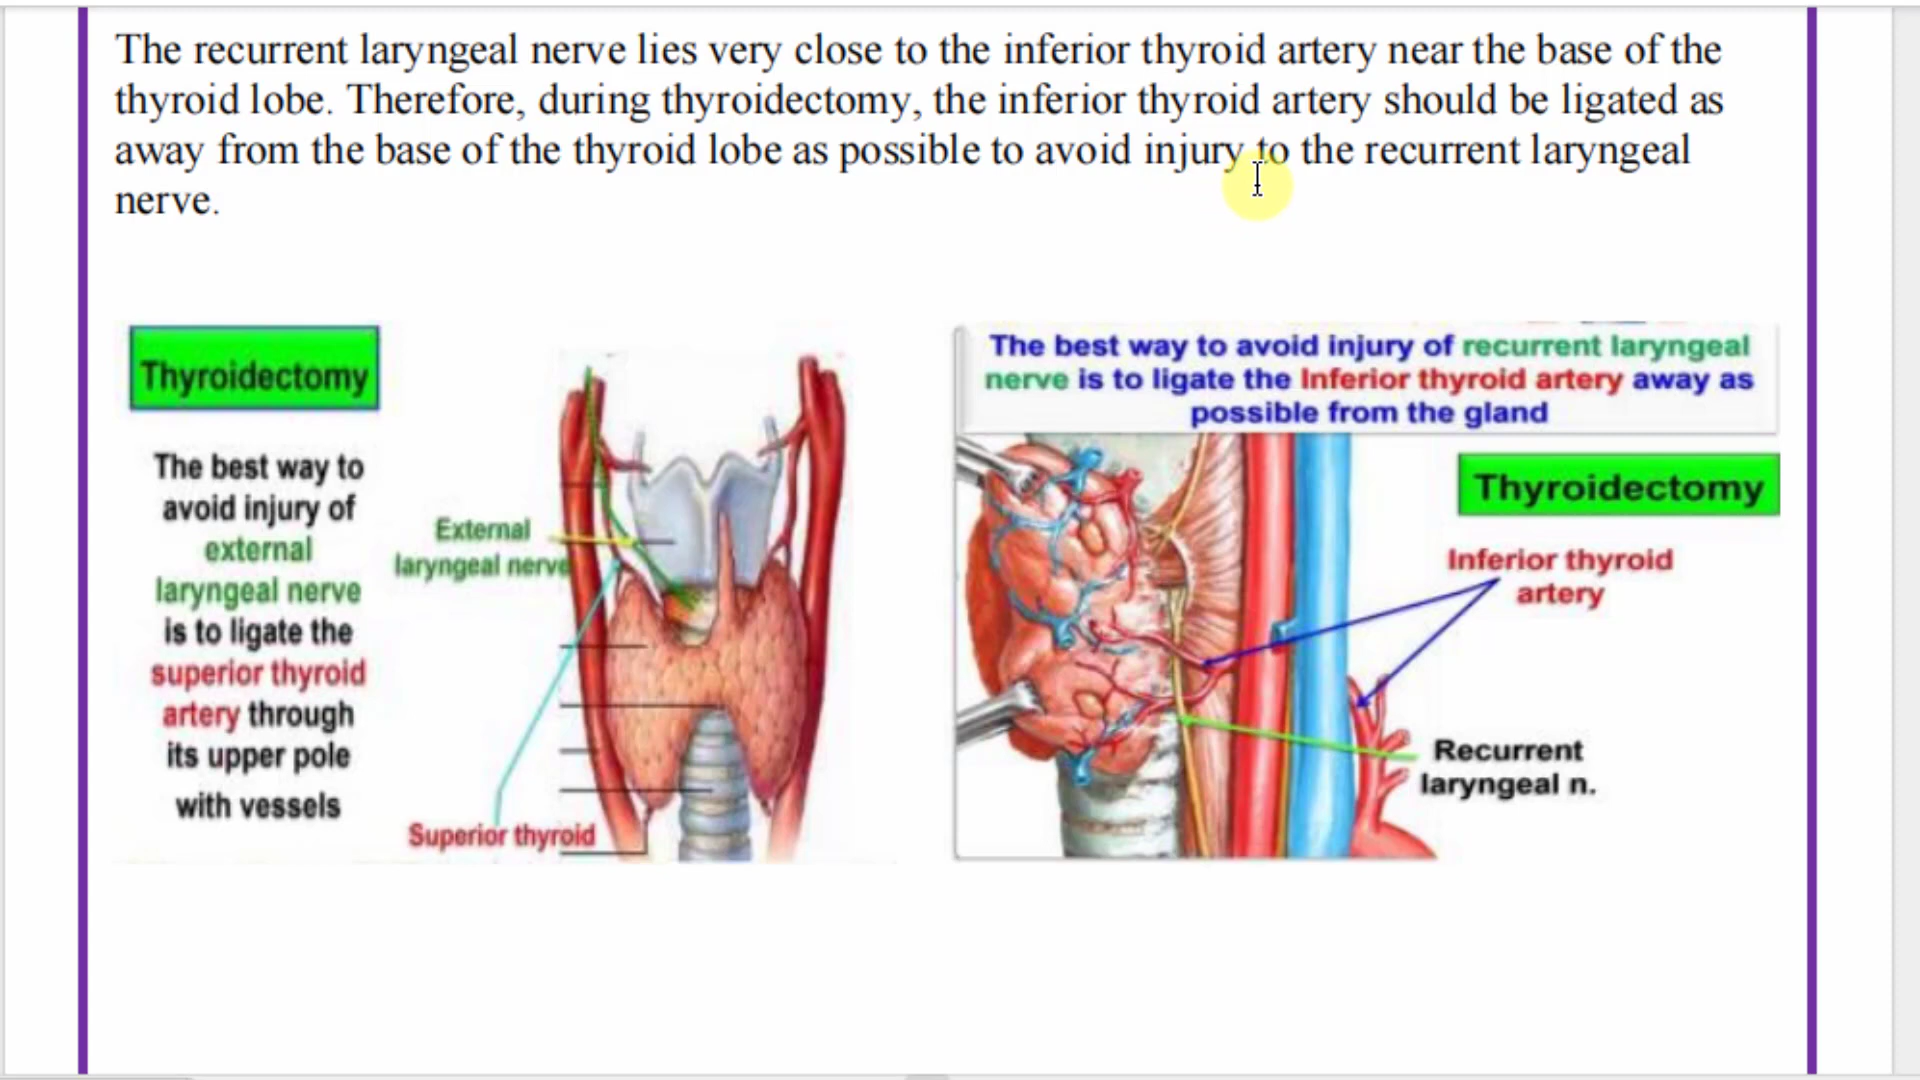 The recurrent laryngeal nerve lies very close to the inferior thyroid artery near the base of the
thyroid lobe. Therefore, during thyroidectomy, the inferior thyroid artery should be ligated as
away from the base of the thyroid lobe as possible to avoid injury to the recurrent laryngeal
nerve.
Thyroidectomy
The best way to
avoid injury of
external
laryngeal nerve
is to ligate the
superior thyroid
artery through
its upper pole
with vessels
External
laryngeal nerve
Superior thyroid
The best way to avoid injury of recurrent laryngeal
nerve is to ligate the Inferior thyroid artery away as
possible from the gland
Thyroidectomy
Inferior thyroid
artery
Recurrent
laryngeal n.